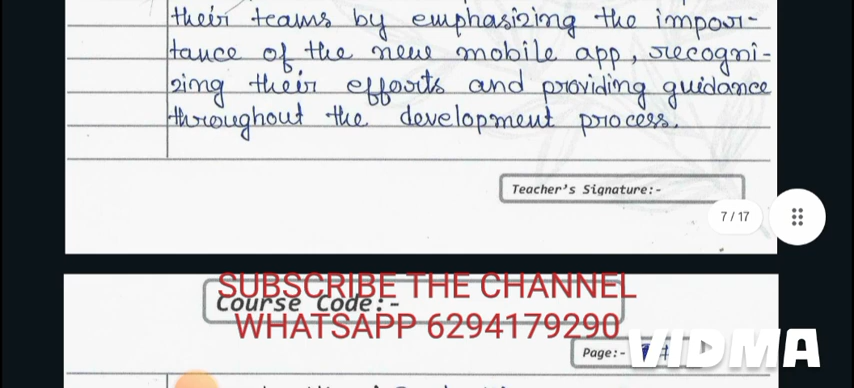 their teams by emphasizing the impor-
tance of the new mobile app, recogni-
zing their efforts and providing guidance
throughout the development process.
Teacher's Signature:-
7 / 17
SUBSCRIBE THE CHANNEL
Course Code:-
WHATSAPP 6294179290
Page:-
VIDMA